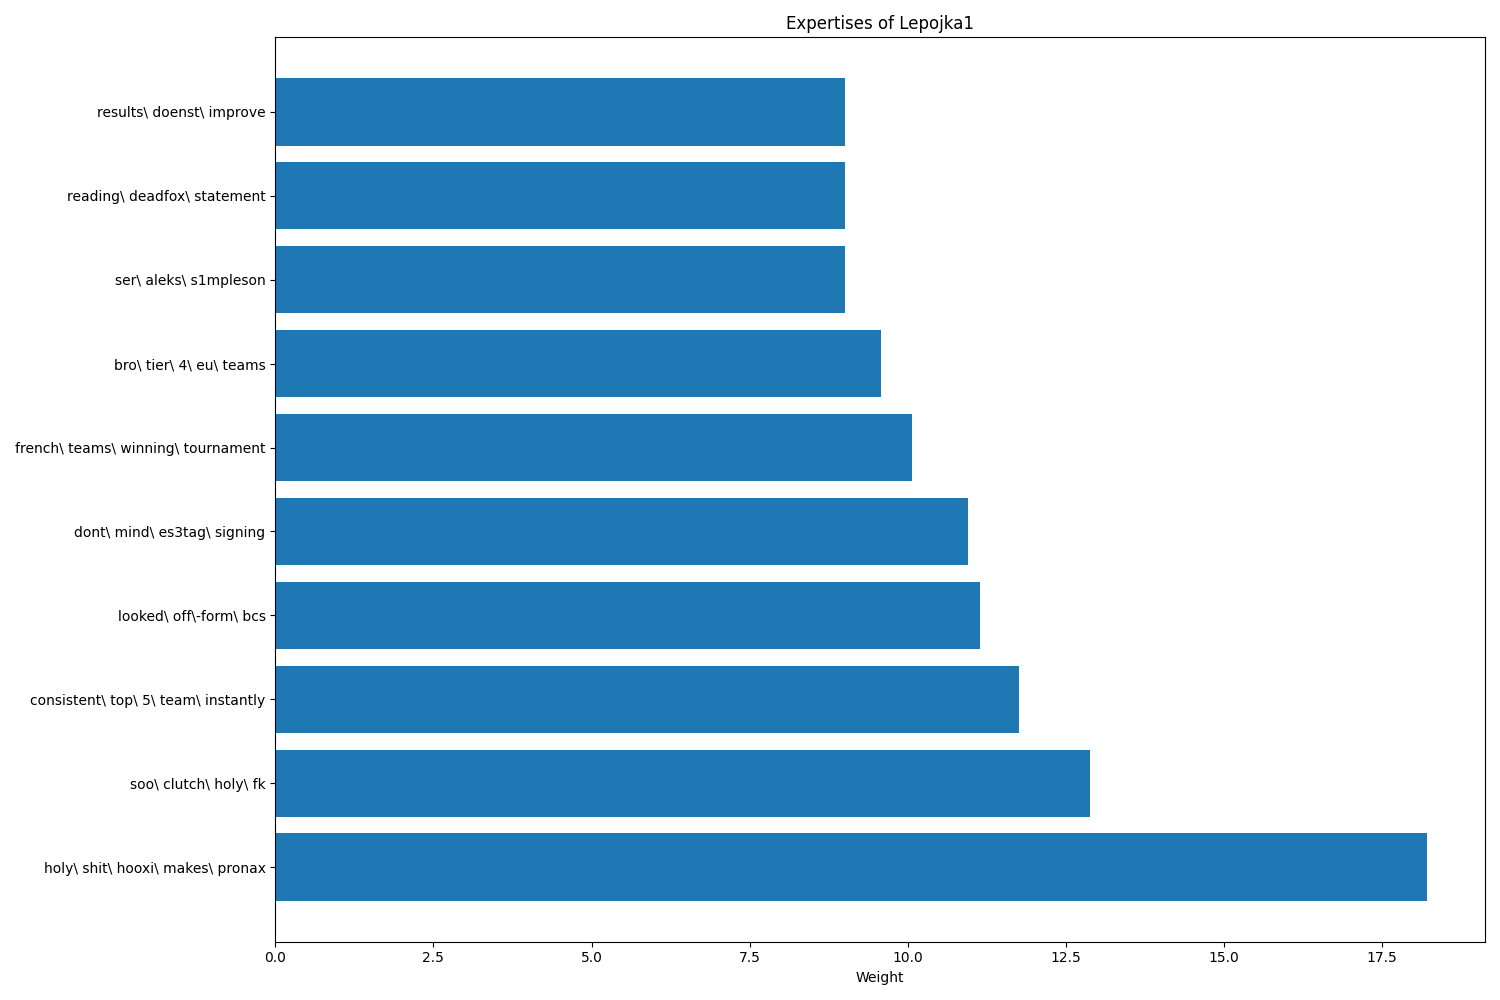 Expertises of Lepojka1
results\ doenst\ improve
reading\ deadfox\ statement
ser\ aleks\ s1mpleson
bro\ tier\ 4\ eu\ teams
french\ teams\ winning\ tournament
dont\ mind\ es3tag\ signing
looked\ off\-form\ bcs
consistent\ top\ 5\ team\ instantly
soo\ clutch\ holy\ fk
holy\ shit\ hooxi\ makes\ pronax
0.0 2.5 5.0 7.5 10.0 12.5 15.0 17.5
Weight